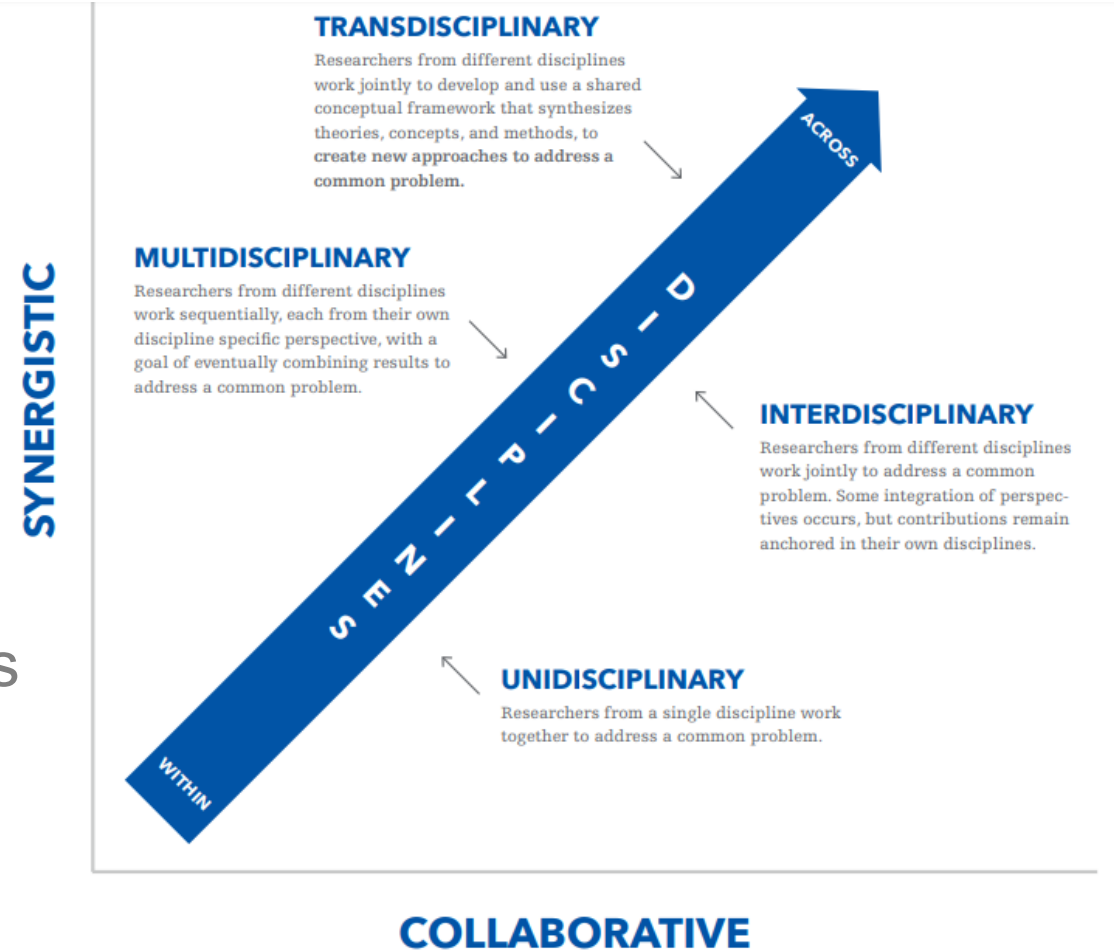 TRANSDISCIPLINARY
Researchers from different disciplines
work jointly to develop and use a shared
conceptual framework that synthesizes
theories, concepts, and methods, to
create new approaches to address a
common problem.
ACROSS
MULTIDISCIPLINARY
Researchers from different disciplines
work sequentially, each from their own
discipline specific perspective, with a
goal of eventually combining results to
address a common problem.
DISCIPLINES
SYNERGISTIC
INTERDISCIPLINARY
Researchers from different disciplines
work jointly to address a common
problem. Some integration of perspec-
tives occurs, but contributions remain
anchored in their own disciplines.
s
UNIDISCIPLINARY
Researchers from a single discipline work
together to address a common problem.
WITHIN
COLLABORATIVE